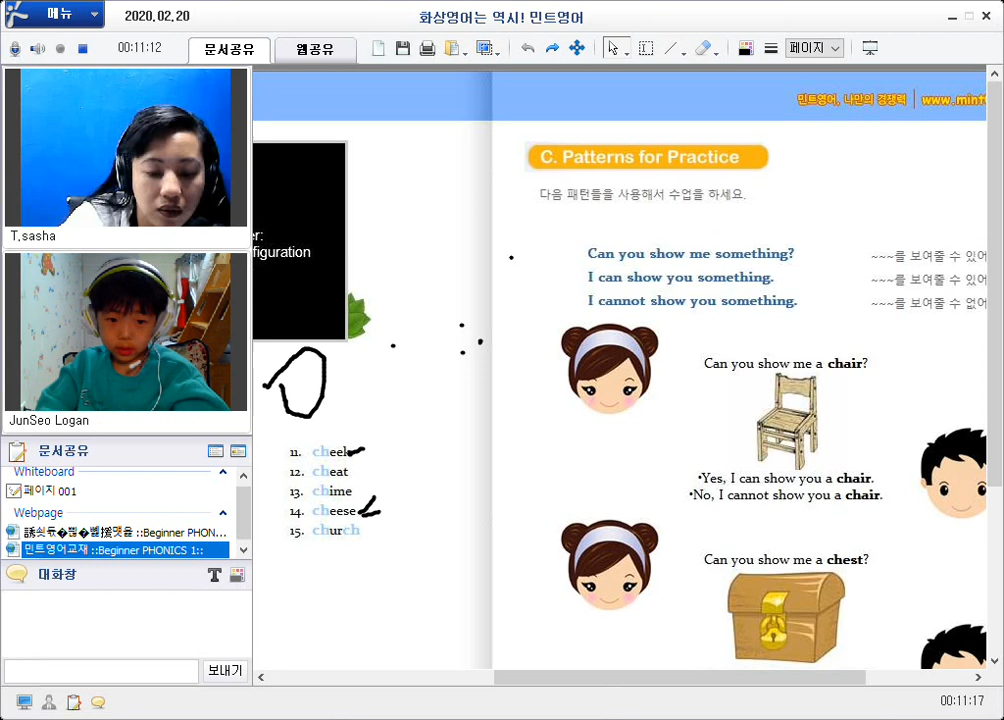 메뉴
2020,02,20
화상영어는 역시! 민트영어
00:11:12
문서공유
웹공유
페이지
T.sasha
JunSeo Logan
문서공유
Whiteboard
페이지 001
Webpage
::Beginner PHON...
민트영어교재 ::Beginner PHONICS 1::
대화창
보내기
er:
figuration
11. cheek
12. cheat
13. chime
14. cheese
15. church
민트영어, 나만의 경쟁력 | www.mint
C. Patterns for Practice
다음 패턴들을 사용해서 수업을 하세요.
Can you show me something? ~~~를 보여줄 수 있어
I can show you something. ~~~를 보여줄 수 있어
I cannot show you something. ~~~를 보여줄 수 없어
Can you show me a chair?
•Yes, I can show you a chair.
•No, I cannot show you a chair.
Can you show me a chest?
00:11:17